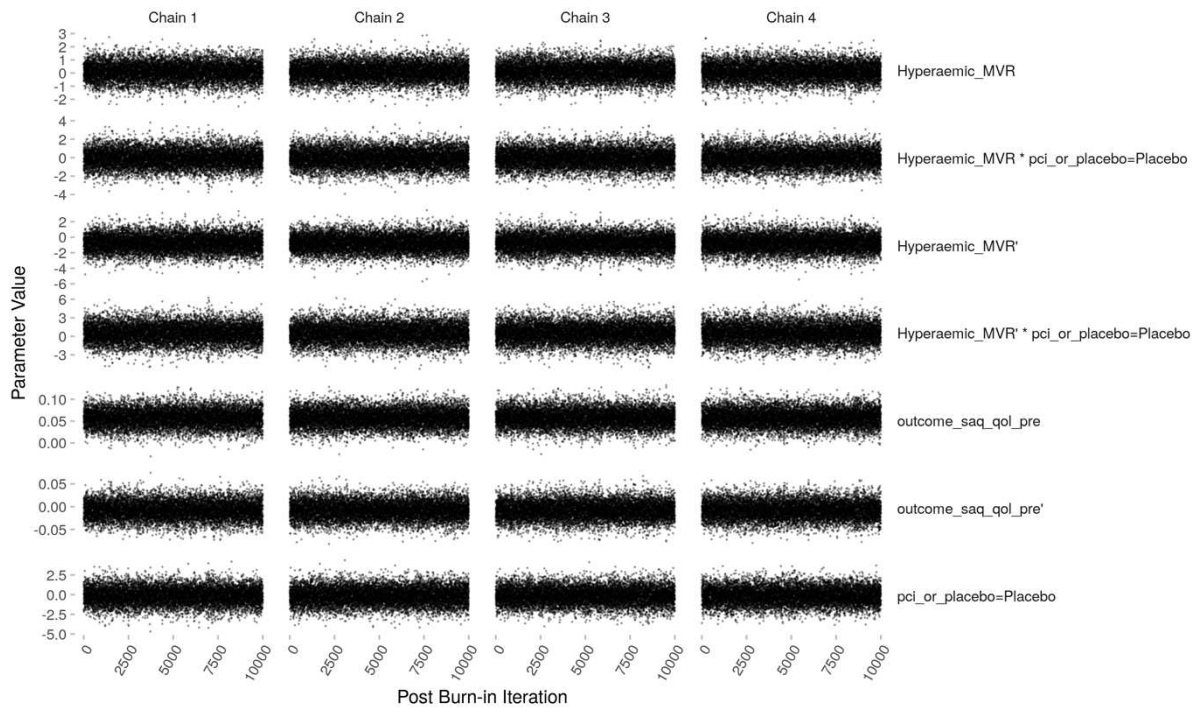 Chain 1 Chain 2 Chain 3 Chain 4
Parameter Value
3
2
1
0
-1
-2
Hyperaemic_MVR
4
2
0
-2
-4
Hyperaemic_MVR * pci_or_placebo=Placebo
2
0
-2
-4
-6
Hyperaemic_MVR'
6
3
0
-3
Hyperaemic_MVR' * pci_or_placebo=Placebo
0.10
0.05
0.00
outcome_saq_qol_pre
0.05
0.00
-0.05
outcome_saq_qol_pre'
2.5
0.0
-2.5
-5.0
pci_or_placebo=Placebo
0 2500 5000 7500 10000 0 2500 5000 7500 10000 0 2500 5000 7500 10000 0 2500 5000 7500 10000
Post Burn-in Iteration